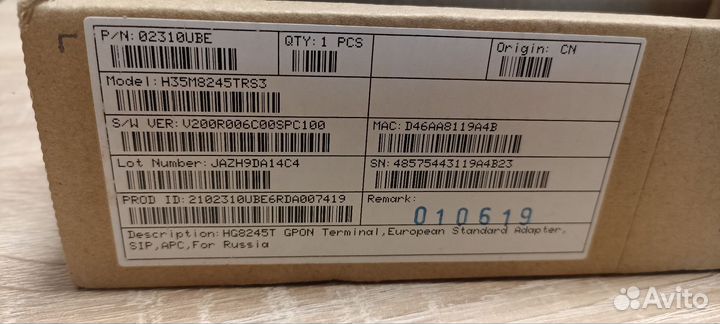 P/N: 02310UBE
QTY: 1 PCS
Origin: CN
Model: H35M8245TRS3
S/W VER: V200R006C00SPC100
MAC: D46AA8119A4B
Lot Number: JAZH9DA14C4
SN: 48575443119A4B23
PROD ID: 2102310UBE6RDA007419
Remark:
010619
Description: HG8245T GPON Terminal,European Standard Adapter,
SIP,APC,For Russia
Avito